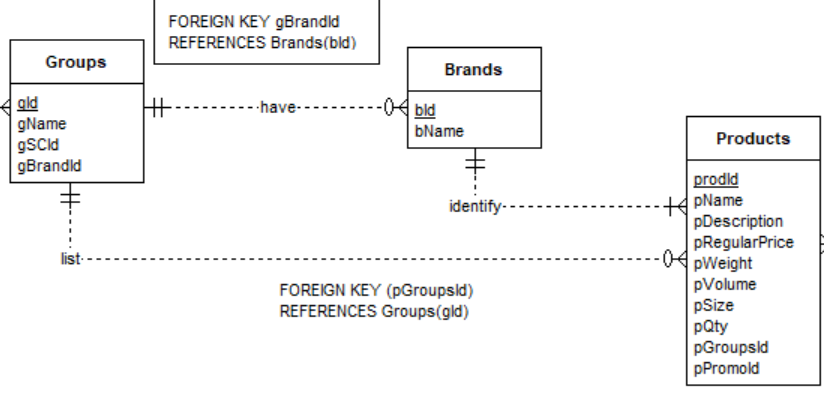 FOREIGN KEY gBrandId
REFERENCES Brands(bId)
Groups
gId
gName
gSCId
gBrandId
have
Brands
bId
bName
identify
list
Products
prodId
pName
pDescription
pRegularPrice
pWeight
pVolume
pSize
pQty
pGroupsId
pPromoId
FOREIGN KEY (pGroupsId)
REFERENCES Groups(gId)